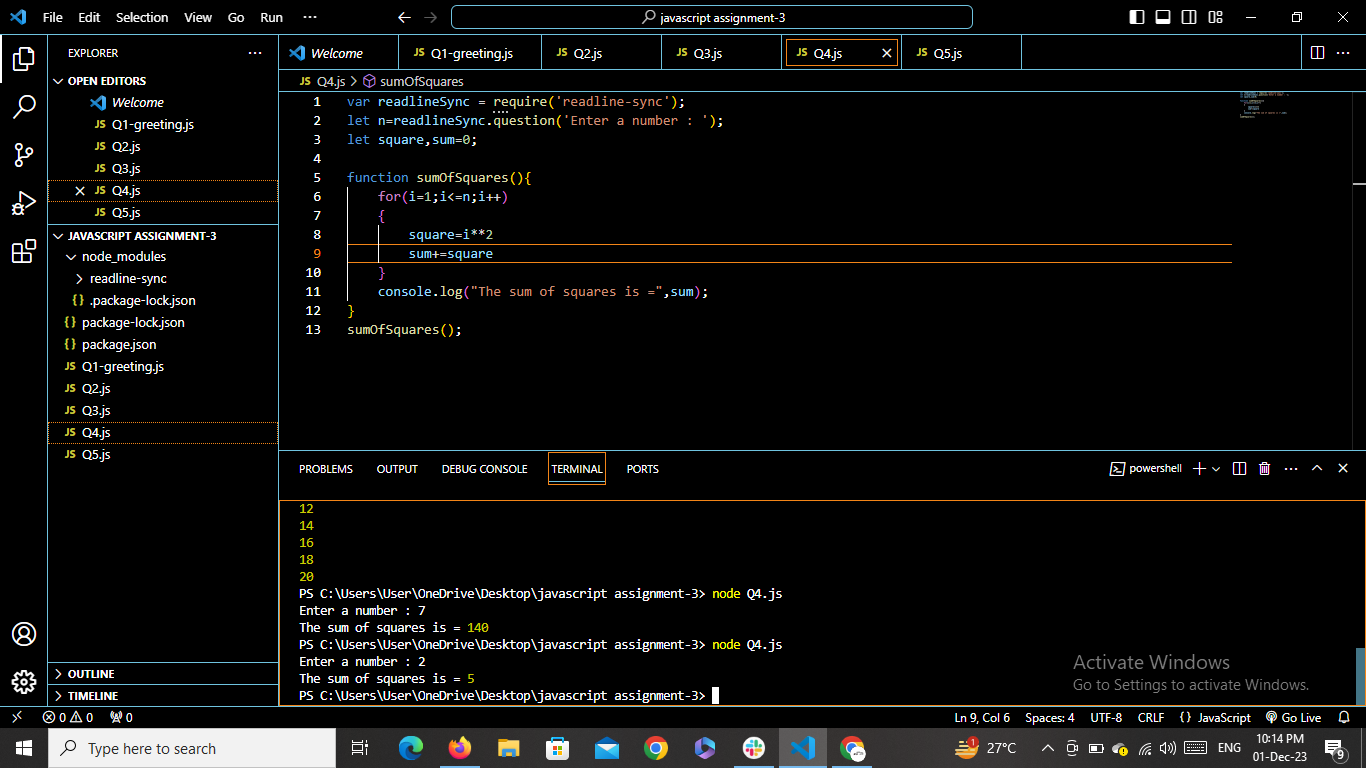 File Edit Selection View Go Run ··· javascript assignment-3
EXPLORER ···
OPEN EDITORS
Welcome
JS Q1-greeting.js
JS Q2.js
JS Q3.js
JS Q4.js
JS Q5.js
JAVASCRIPT ASSIGNMENT-3
node_modules
readline-sync
{} .package-lock.json
{} package-lock.json
{} package.json
JS Q1-greeting.js
JS Q2.js
JS Q3.js
JS Q4.js
JS Q5.js
OUTLINE
TIMELINE
Welcome JS Q1-greeting.js JS Q2.js JS Q3.js JS Q4.js JS Q5.js ···
JS Q4.js > sumOfSquares
1 var readlineSync = require('readline-sync');
2 let n=readlineSync.question('Enter a number : ');
3 let square,sum=0;
4
5 function sumOfSquares(){
6 for(i=1;i<=n;i++)
7 {
8 square=i**2
9 sum+=square
10 }
11 console.log("The sum of squares is =",sum);
12 }
13 sumOfSquares();
PROBLEMS OUTPUT DEBUG CONSOLE TERMINAL PORTS powershell ···
12
14
16
18
20
PS C:\Users\User\OneDrive\Desktop\javascript assignment-3> node Q4.js
Enter a number : 7
The sum of squares is = 140
PS C:\Users\User\OneDrive\Desktop\javascript assignment-3> node Q4.js
Enter a number : 2
The sum of squares is = 5
PS C:\Users\User\OneDrive\Desktop\javascript assignment-3>
Activate Windows
Go to Settings to activate Windows.
0 0 0 Ln 9, Col 6 Spaces: 4 UTF-8 CRLF {} JavaScript Go Live
Type here to search 1 27°C ENG 10:14 PM
01-Dec-23 9